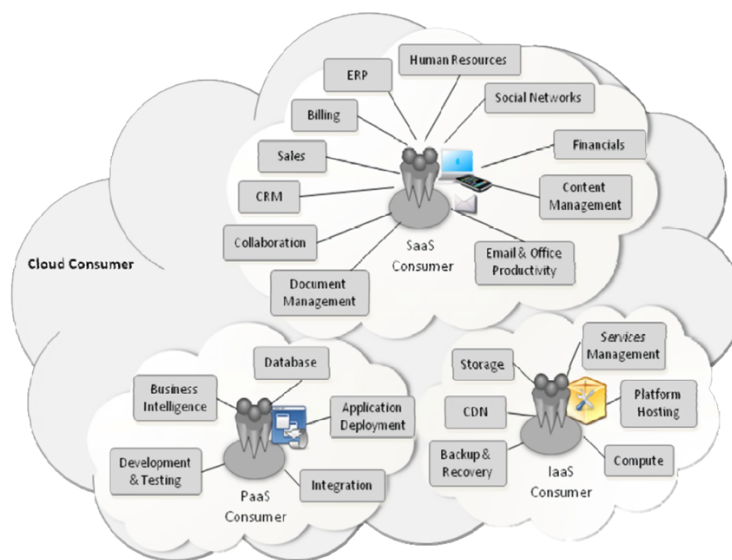 Human Resources
ERP
Social Networks
Billing
Financials
Sales
Content
Management
CRM
Collaboration
SaaS
Consumer
Email & Office
Productivity
Document
Management
Cloud Consumer
Database
Business
Intelligence
Application
Deployment
Development
& Testing
Integration
PaaS
Consumer
Services
Management
Storage
Platform
Hosting
CDN
Backup &
Recovery
Compute
IaaS
Consumer